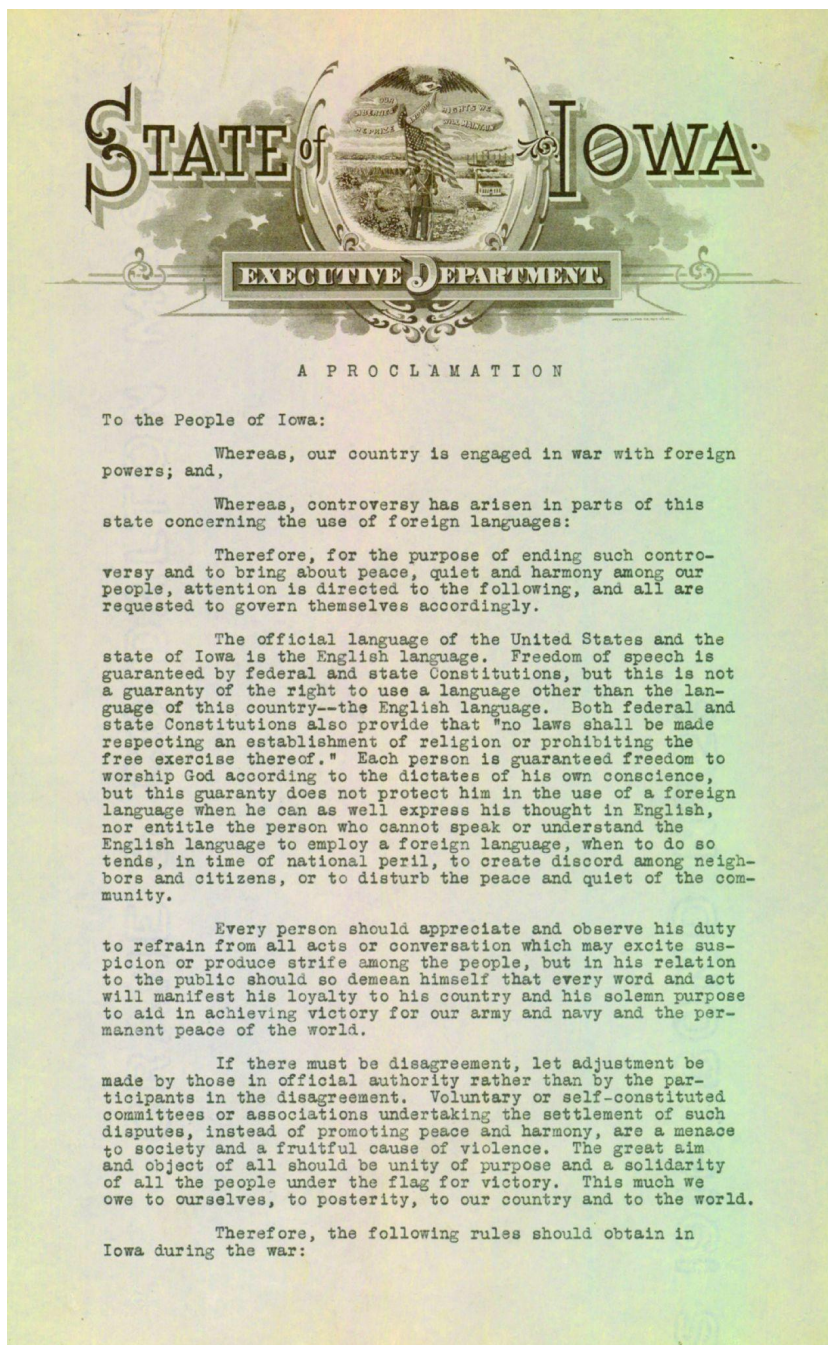 OUR LIBERTIES WE PRIZE AND OUR RIGHTS WE WILL MAINTAIN
STATE of IOWA.
EXECUTIVE DEPARTMENT.
A PROCLAMATION
To the People of Iowa:
Whereas, our country is engaged in war with foreign
powers; and,
Whereas, controversy has arisen in parts of this
state concerning the use of foreign languages:
Therefore, for the purpose of ending such contro-
versy and to bring about peace, quiet and harmony among our
people, attention is directed to the following, and all are
requested to govern themselves accordingly.
The official language of the United States and the
state of Iowa is the English language. Freedom of speech is
guaranteed by federal and state Constitutions, but this is not
a guaranty of the right to use a language other than the lan-
guage of this country--the English language. Both federal and
state Constitutions also provide that "no laws shall be made
respecting an establishment of religion or prohibiting the
free exercise thereof." Each person is guaranteed freedom to
worship God according to the dictates of his own conscience,
but this guaranty does not protect him in the use of a foreign
language when he can as well express his thought in English,
nor entitle the person who cannot speak or understand the
English language to employ a foreign language, when to do so
tends, in time of national peril, to create discord among neigh-
bors and citizens, or to disturb the peace and quiet of the com-
munity.
Every person should appreciate and observe his duty
to refrain from all acts or conversation which may excite sus-
picion or produce strife among the people, but in his relation
to the public should so demean himself that every word and act
will manifest his loyalty to his country and his solemn purpose
to aid in achieving victory for our army and navy and the per-
manent peace of the world.
If there must be disagreement, let adjustment be
made by those in official authority rather than by the par-
ticipants in the disagreement. Voluntary or self-constituted
committees or associations undertaking the settlement of such
disputes, instead of promoting peace and harmony, are a menace
to society and a fruitful cause of violence. The great aim
and object of all should be unity of purpose and a solidarity
of all the people under the flag for victory. This much we
owe to ourselves, to posterity, to our country and to the world.
Therefore, the following rules should obtain in
Iowa during the war: